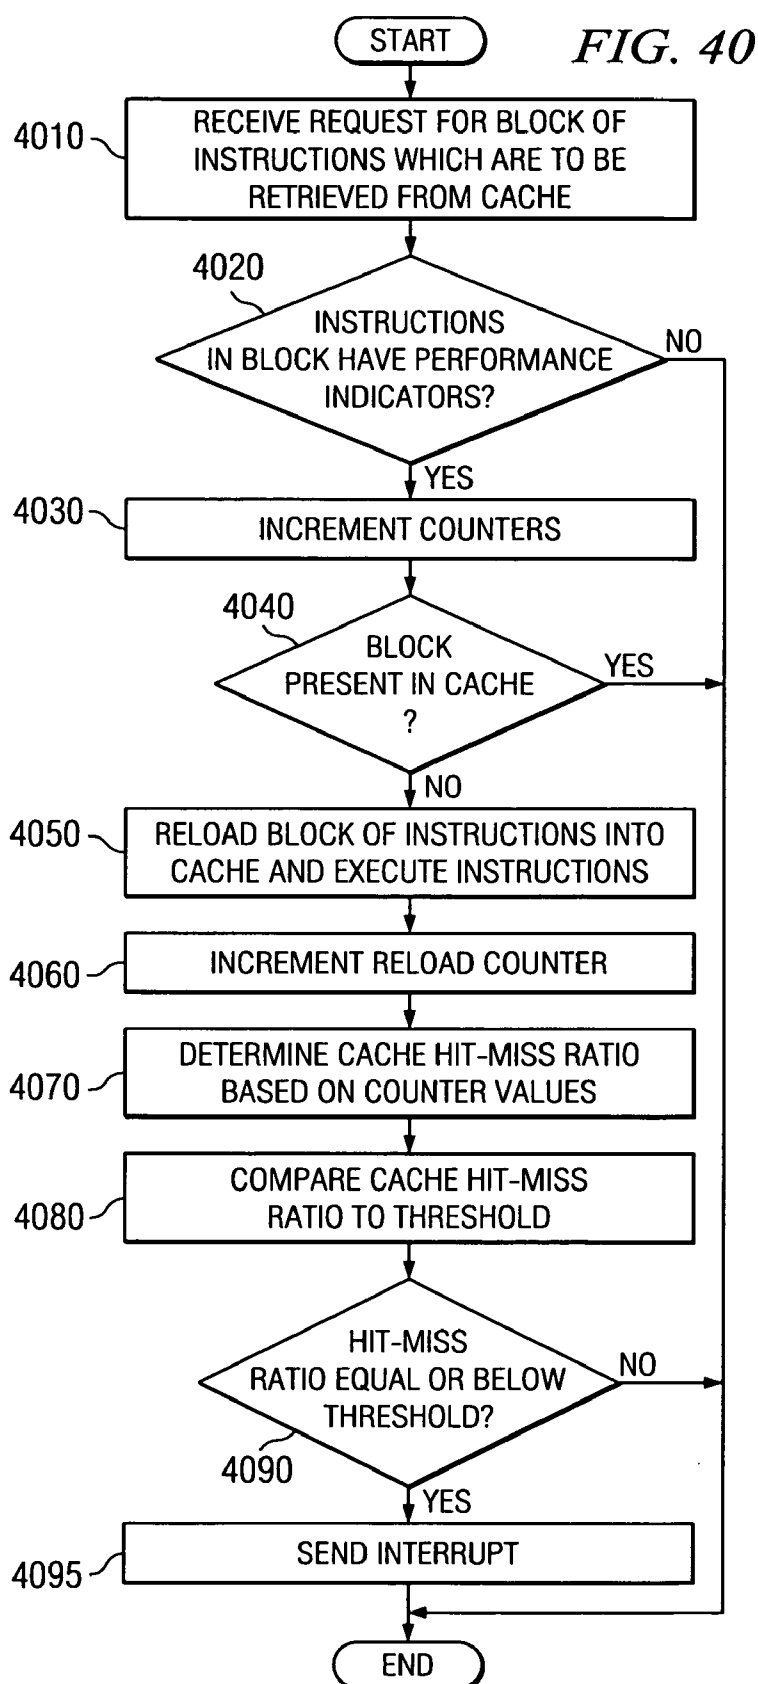 START
FIG. 40
4010
RECEIVE REQUEST FOR BLOCK OF
INSTRUCTIONS WHICH ARE TO BE
RETRIEVED FROM CACHE
4020
INSTRUCTIONS
IN BLOCK HAVE PERFORMANCE
INDICATORS?
NO
YES
4030
INCREMENT COUNTERS
4040
BLOCK
PRESENT IN CACHE
?
YES
NO
4050
RELOAD BLOCK OF INSTRUCTIONS INTO
CACHE AND EXECUTE INSTRUCTIONS
4060
INCREMENT RELOAD COUNTER
4070
DETERMINE CACHE HIT-MISS RATIO
BASED ON COUNTER VALUES
4080
COMPARE CACHE HIT-MISS
RATIO TO THRESHOLD
HIT-MISS
RATIO EQUAL OR BELOW
THRESHOLD?
NO
4090
YES
4095
SEND INTERRUPT
END